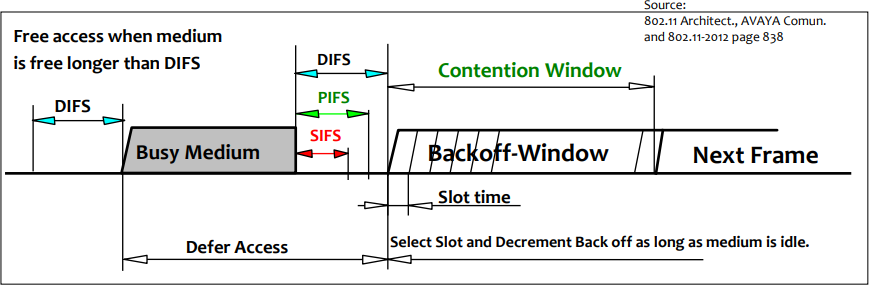 Source:
802.11 Architect., AVAYA Comun.
and 802.11-2012 page 838
Free access when medium
is free longer than DIFS
DIFS
DIFS
PIFS
SIFS
Contention Window
Busy Medium
Backoff-Window
Next Frame
Slot time
Defer Access
Select Slot and Decrement Back off as long as medium is idle.